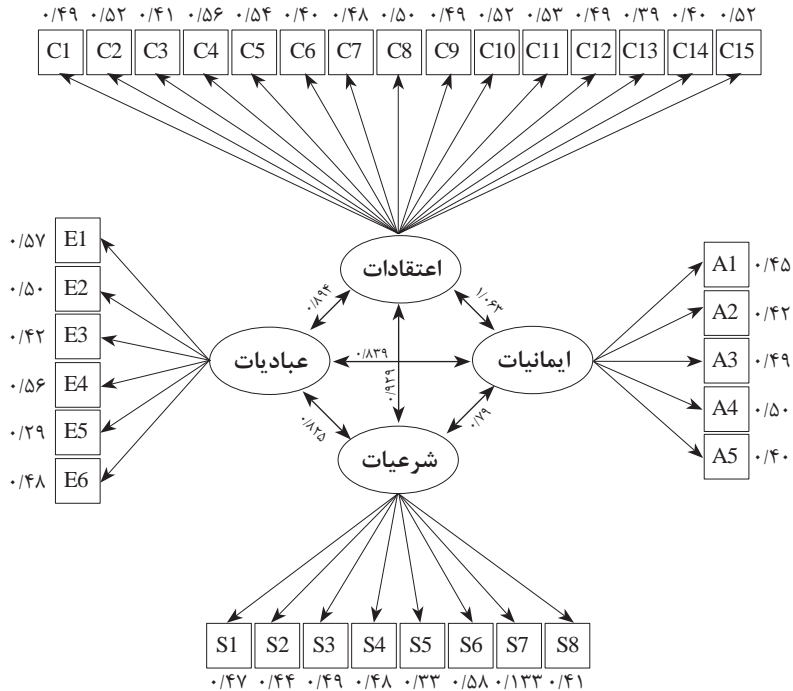 ۰/۴۹ ۰/۵۲ ۰/۴۱ ۰/۵۶ ۰/۵۴ ۰/۴۰ ۰/۴۸ ۰/۵۰ ۰/۴۹ ۰/۵۲ ۰/۵۳ ۰/۴۹ ۰/۳۹ ۰/۴۰ ۰/۵۲
C1 C2 C3 C4 C5 C6 C7 C8 C9 C10 C11 C12 C13 C14 C15
۰/۵۷ E1
۰/۵۰ E2
۰/۴۲ E3
۰/۵۶ E4
۰/۲۹ E5
۰/۴۸ E6
اعتقادات
۰/۸۹۴
۱/۰۶۳
عبادیات
۰/۸۳۹
۰/۹۲۹
ایمانیات
۰/۸۲۵
۰/۷۹
شرعیات
A1 ۰/۴۵
A2 ۰/۴۲
A3 ۰/۴۹
A4 ۰/۵۰
A5 ۰/۴۰
S1 S2 S3 S4 S5 S6 S7 S8
۰/۴۷ ۰/۴۴ ۰/۴۹ ۰/۴۸ ۰/۳۳ ۰/۵۸ ۰/۱۳۳ ۰/۴۱